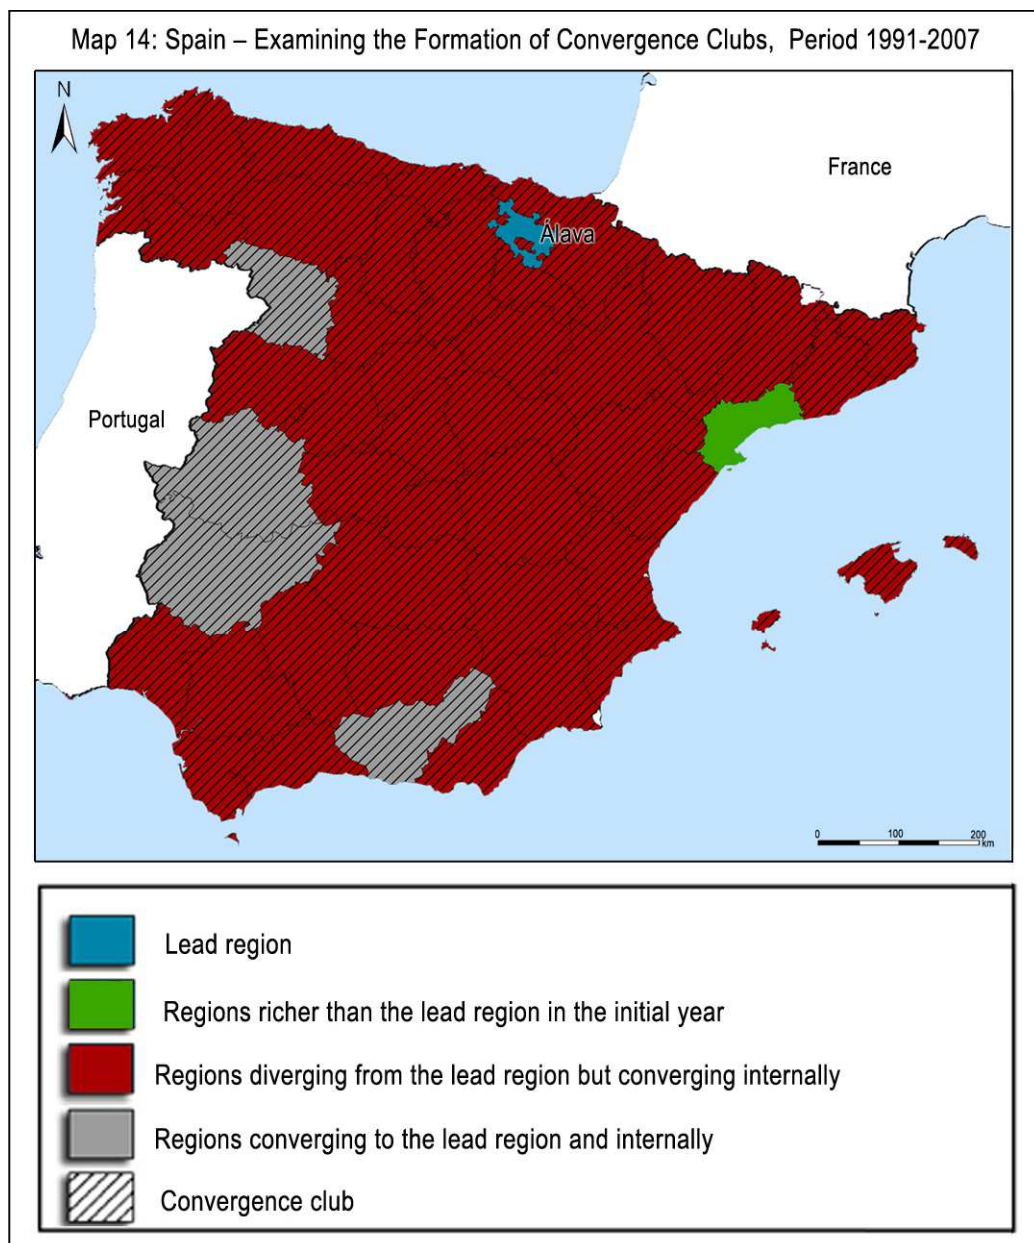 Map 14: Spain – Examining the Formation of Convergence Clubs, Period 1991-2007
N
France
Álava
Portugal
0 100 200
km
Lead region
Regions richer than the lead region in the initial year
Regions diverging from the lead region but converging internally
Regions converging to the lead region and internally
Convergence club